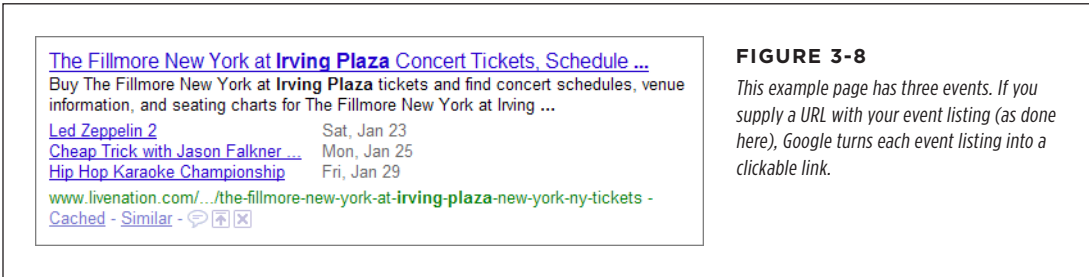 The Fillmore New York at Irving Plaza Concert Tickets, Schedule ...
Buy The Fillmore New York at Irving Plaza tickets and find concert schedules, venue
information, and seating charts for The Fillmore New York at Irving ...
Led Zeppelin 2 Sat, Jan 23
Cheap Trick with Jason Falkner ... Mon, Jan 25
Hip Hop Karaoke Championship Fri, Jan 29
www.livenation.com/.../the-fillmore-new-york-at-irving-plaza-new-york-ny-tickets -
Cached - Similar -
FIGURE 3-8
This example page has three events. If you
supply a URL with your event listing (as done
here), Google turns each event listing into a
clickable link.